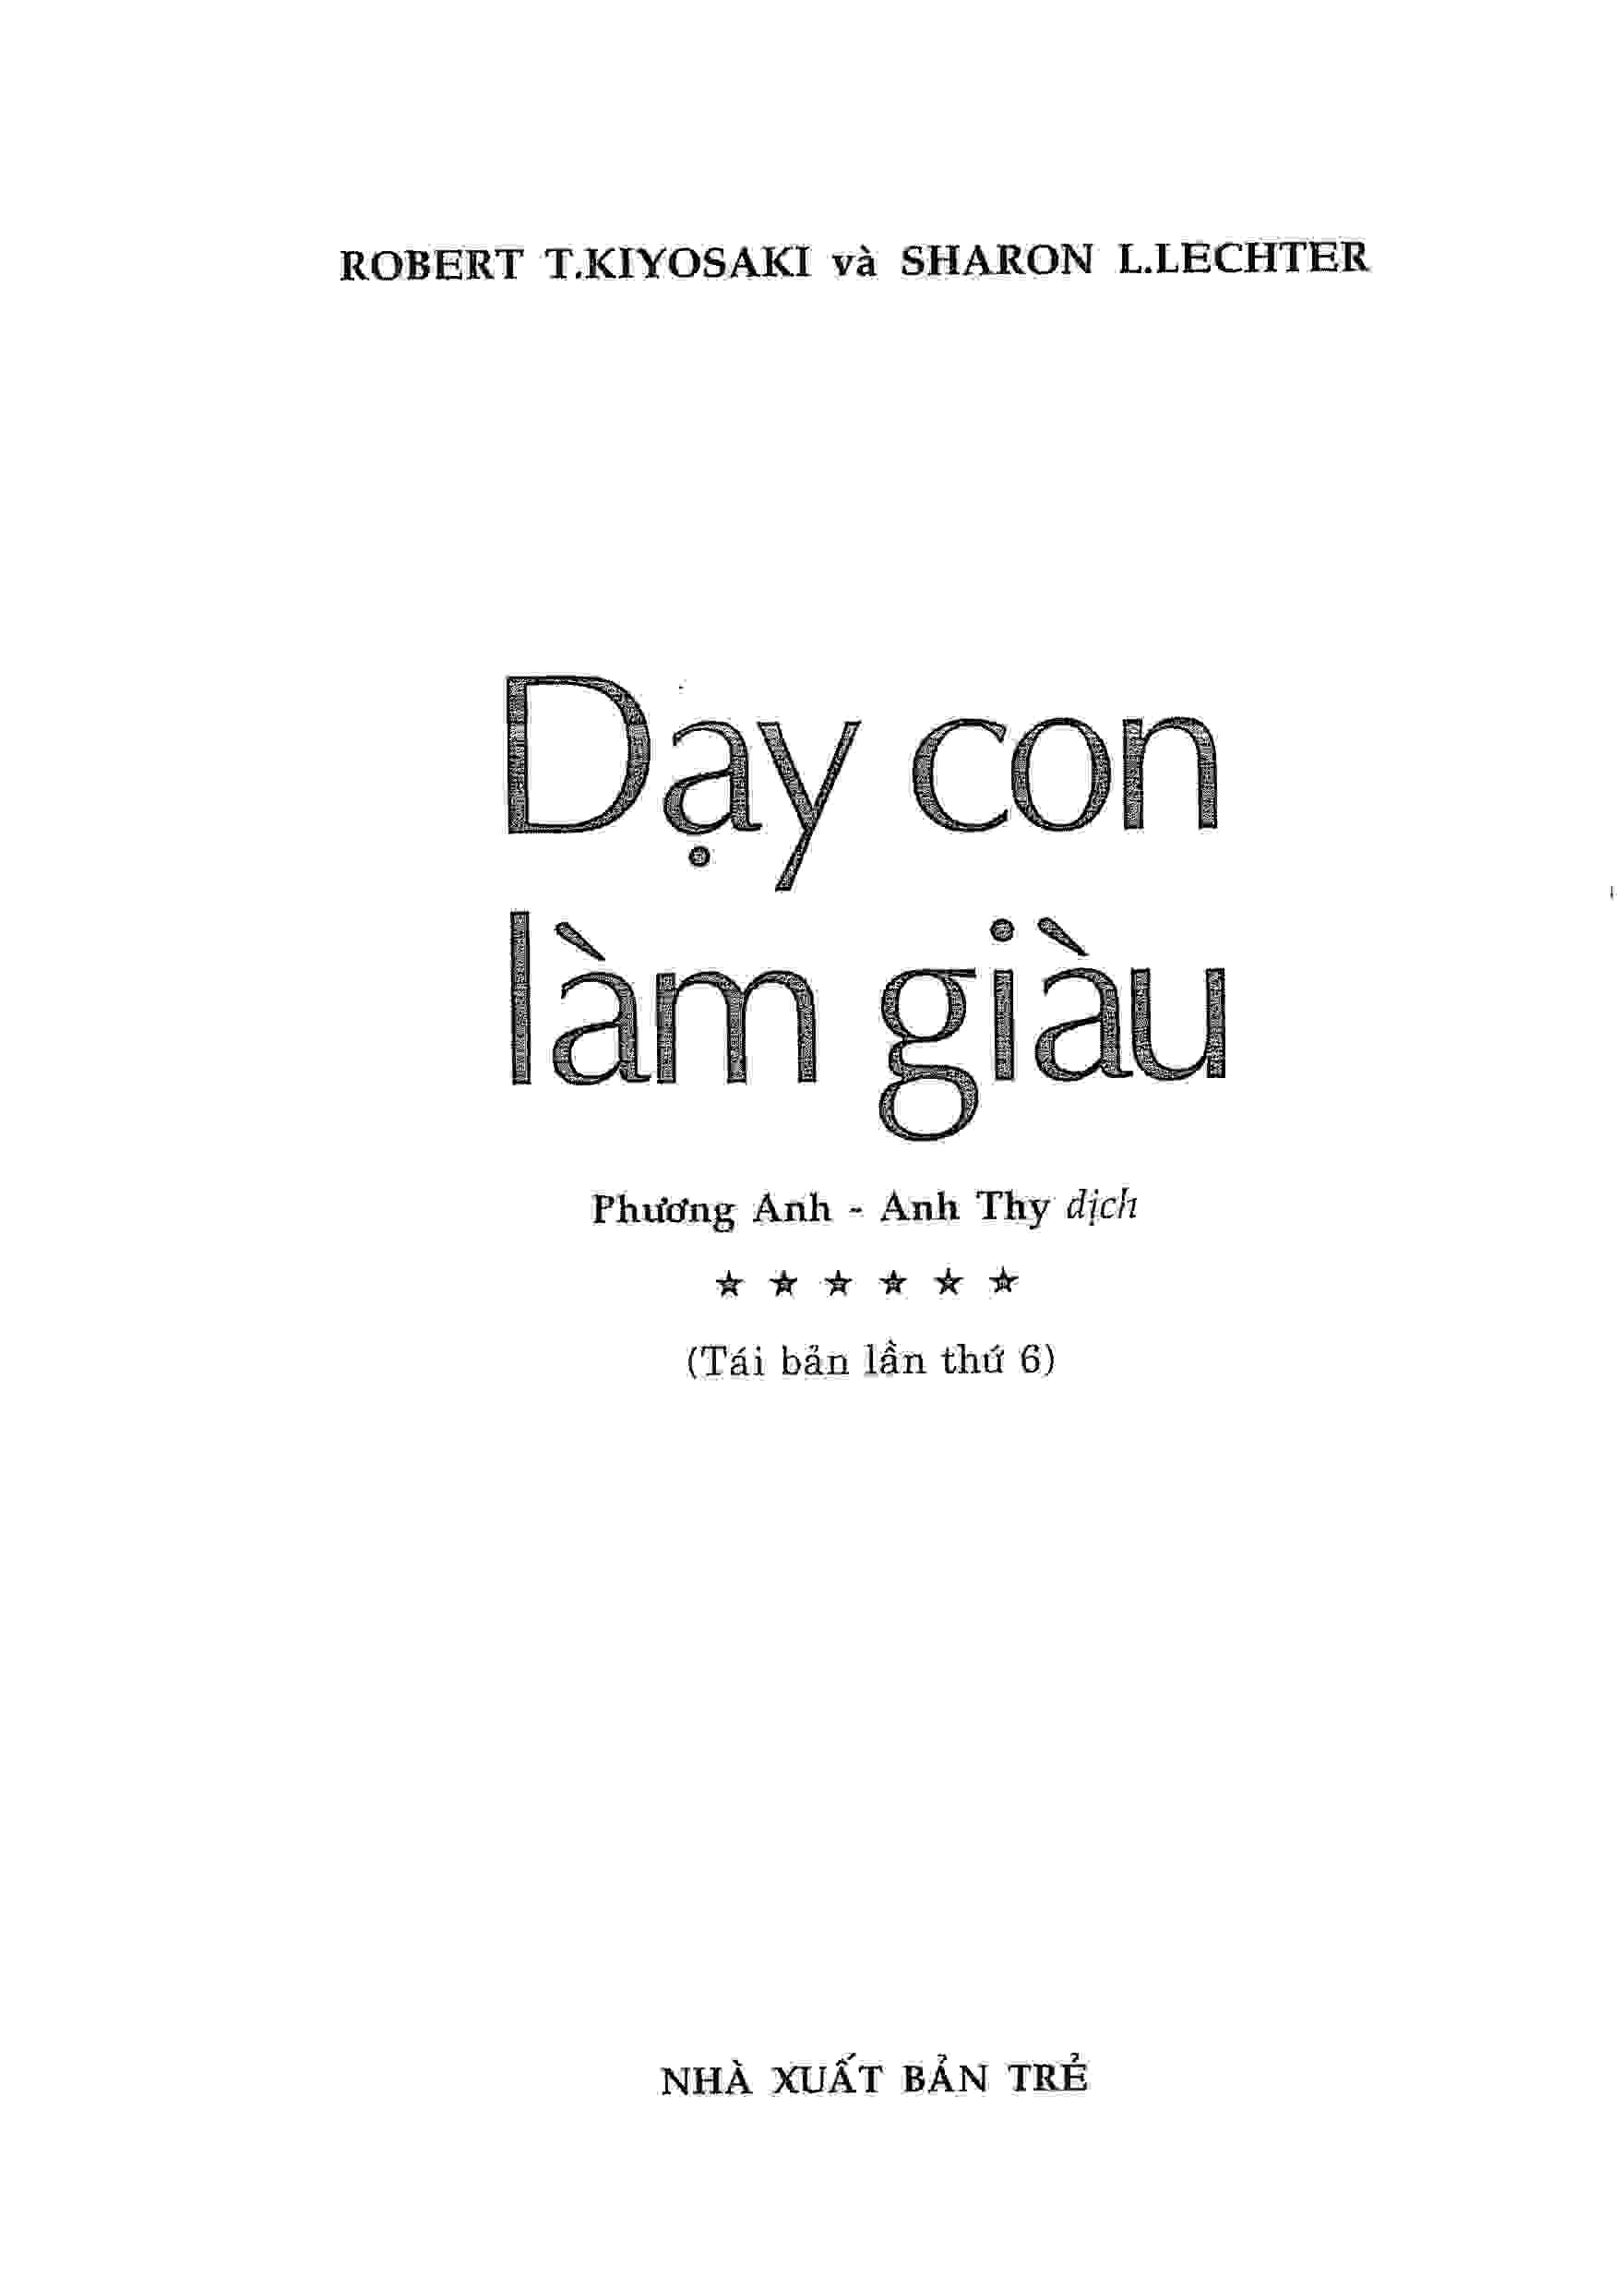 ROBERT T.KIYOSAKI và SHARON L.LECHTER
Dạy con
làm giàu
Phương Anh - Anh Thy dịch
★ ★ ★ ★ ★ ★
(Tái bản lần thứ 6)
NHÀ XUẤT BẢN TRẺ